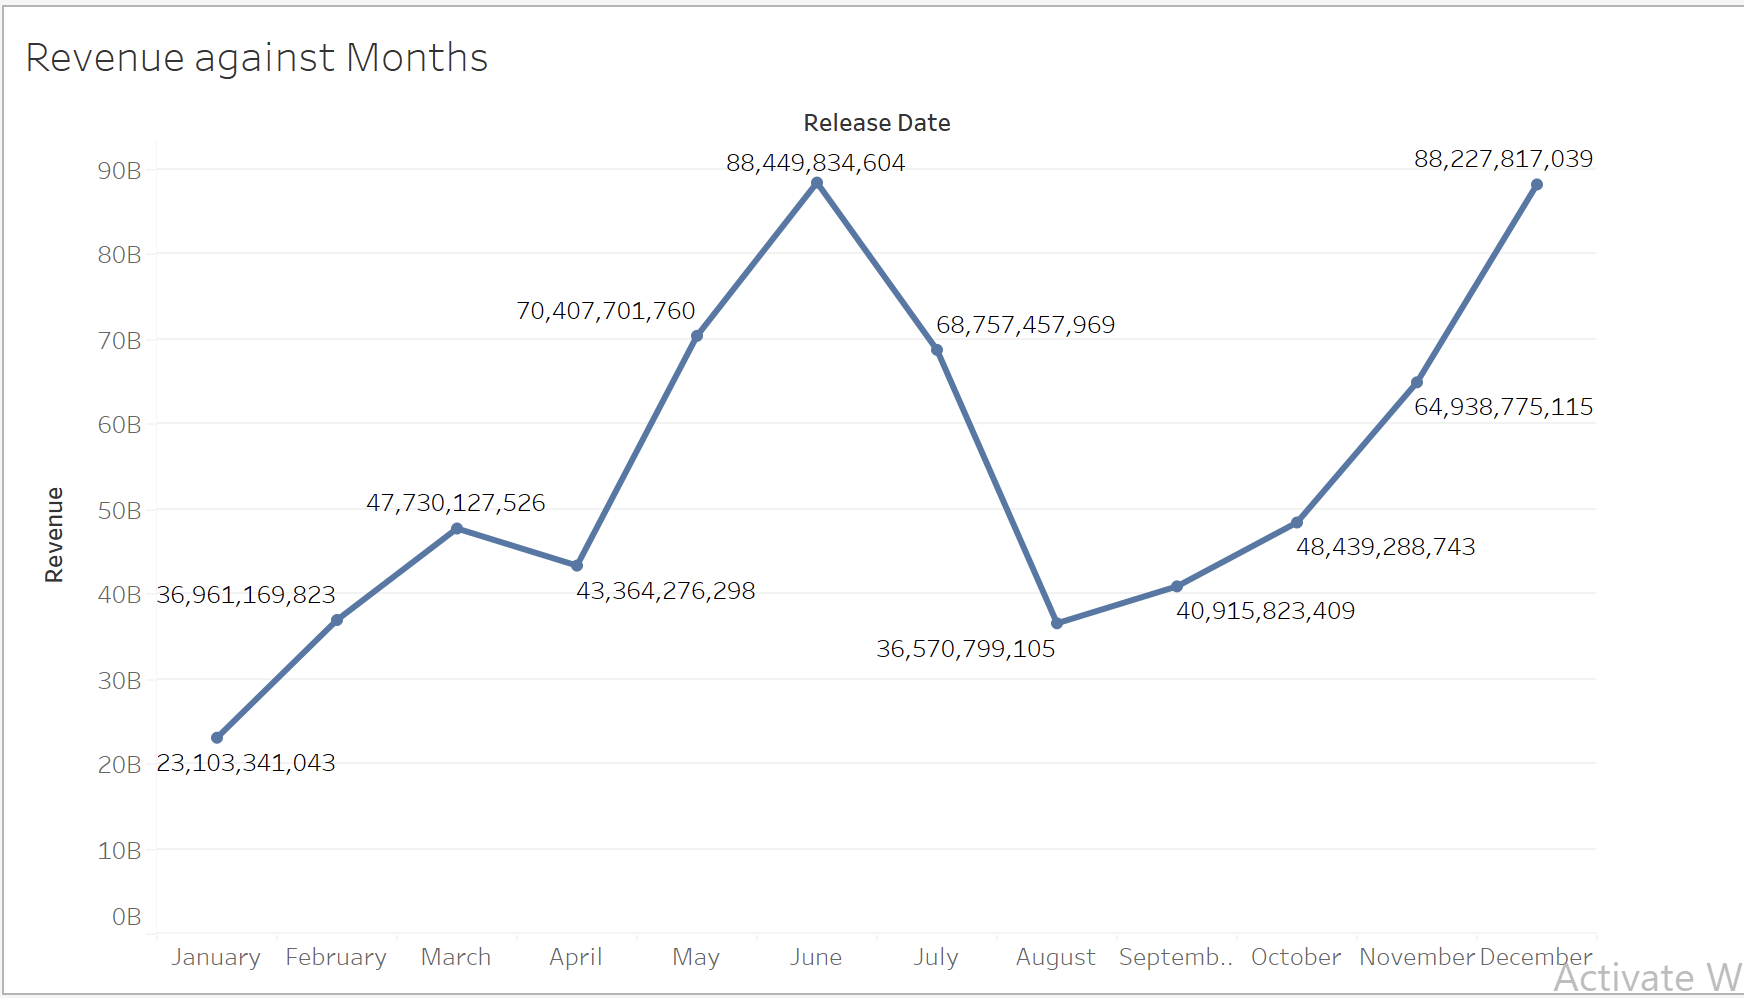 Revenue against Months
Release Date
Revenue
90B
80B
70B
60B
50B
40B
30B
20B
10B
0B
23,103,341,043
36,961,169,823
47,730,127,526
43,364,276,298
70,407,701,760
88,449,834,604
68,757,457,969
36,570,799,105
40,915,823,409
48,439,288,743
64,938,775,115
88,227,817,039
January February March April May June July August Septemb.. October November December
Activate W